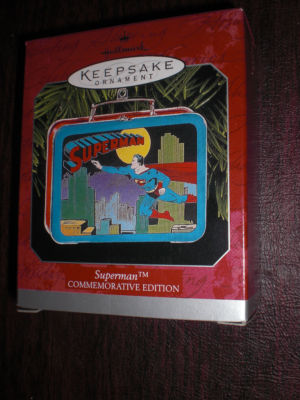 Hallmark
KEEPSAKE
ORNAMENT
SUPERMAN
Superman™
COMMEMORATIVE EDITION